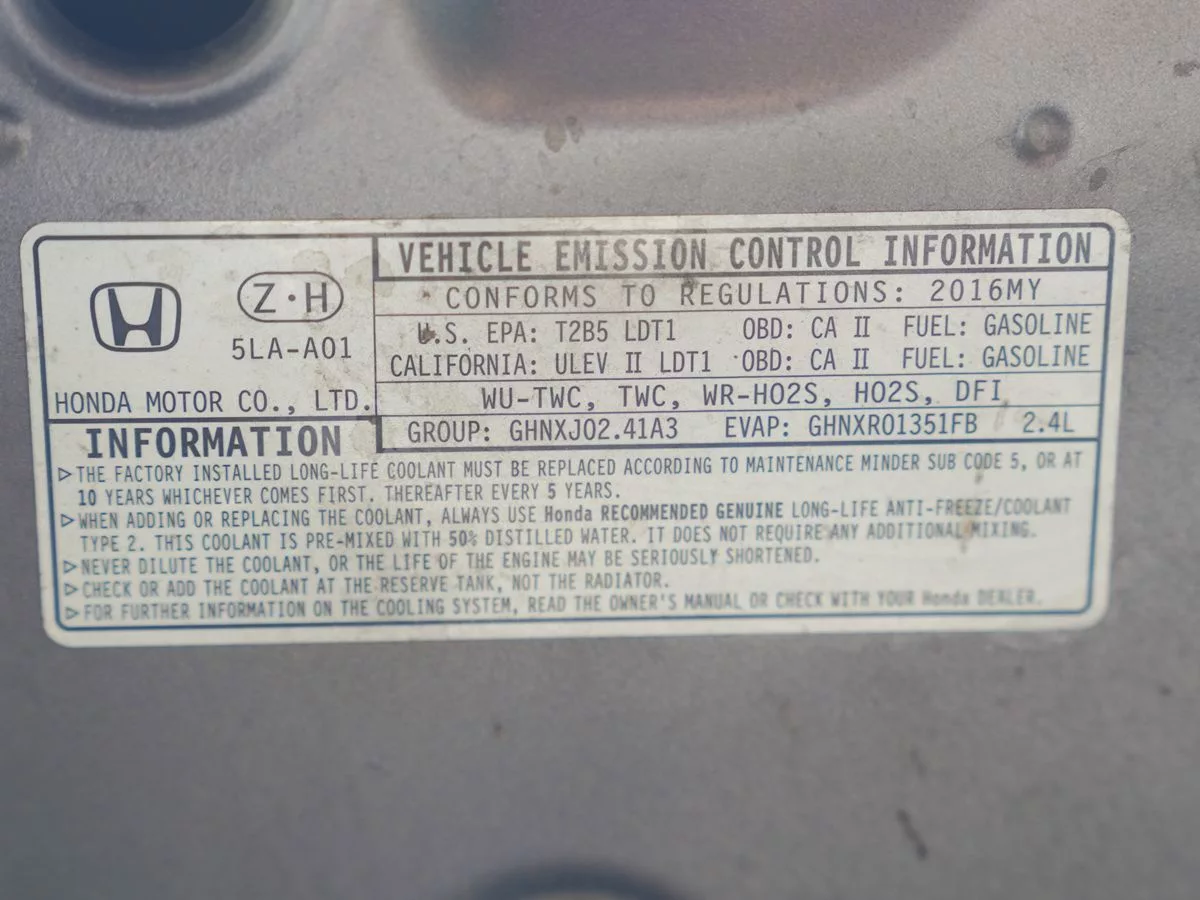 VEHICLE EMISSION CONTROL INFORMATION
Z·H
5LA-A01
HONDA MOTOR CO., LTD.
CONFORMS TO REGULATIONS: 2016MY
U.S. EPA: T2B5 LDT1 OBD: CA II FUEL: GASOLINE
CALIFORNIA: ULEV II LDT1 OBD: CA II FUEL: GASOLINE
WU-TWC, TWC, WR-HO2S, HO2S, DFI
GROUP: GHNXJ02.41A3 EVAP: GHNXR01351FB 2.4L
INFORMATION
▷THE FACTORY INSTALLED LONG-LIFE COOLANT MUST BE REPLACED ACCORDING TO MAINTENANCE MINDER SUB CODE 5, OR AT
10 YEARS WHICHEVER COMES FIRST. THEREAFTER EVERY 5 YEARS.
▷WHEN ADDING OR REPLACING THE COOLANT, ALWAYS USE Honda RECOMMENDED GENUINE LONG-LIFE ANTI-FREEZE/COOLANT
TYPE 2. THIS COOLANT IS PRE-MIXED WITH 50% DISTILLED WATER. IT DOES NOT REQUIRE ANY ADDITIONAL MIXING.
▷NEVER DILUTE THE COOLANT, OR THE LIFE OF THE ENGINE MAY BE SERIOUSLY SHORTENED.
▷CHECK OR ADD THE COOLANT AT THE RESERVE TANK, NOT THE RADIATOR.
▷FOR FURTHER INFORMATION ON THE COOLING SYSTEM, READ THE OWNER'S MANUAL OR CHECK WITH YOUR Honda DEALER.